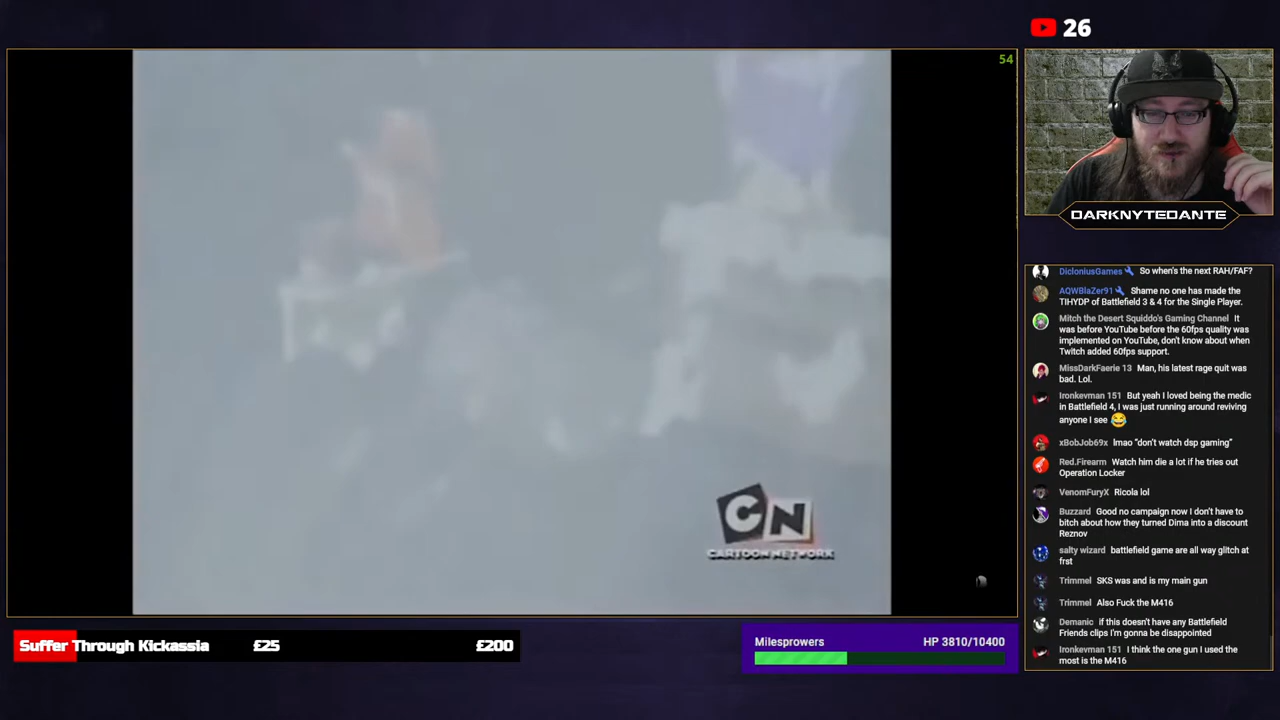 26
54
DARKNYTEDANTE
DicloniusGames So when's the next RAH/FAF?
AQWBlaZer91 Shame no one has made the
TIHYDP of Battlefield 3 & 4 for the Single Player.
Mitch the Desert Squiddo's Gaming Channel It
was before YouTube before the 60fps quality was
implemented on YouTube, don't know about when
Twitch added 60fps support.
MissDarkFaerie 13 Man, his latest rage quit was
bad. Lol.
Ironkevman 151 But yeah I loved being the medic
in Battlefield 4, I was just running around reviving
anyone I see 😂
xBobJob69x lmao “don't watch dsp gaming”
Red.Firearm Watch him die a lot if he tries out
Operation Locker
VenomFuryX Ricola lol
Buzzard Good no campaign now I don't have to
bitch about how they turned Dima into a discount
Reznov
salty wizard battlefield game are all way glitch at
frst
Trimmel SKS was and is my main gun
Trimmel Also Fuck the M416
Demanic if this doesn't have any Battlefield
Friends clips I'm gonna be disappointed
Ironkevman 151 I think the one gun I used the
most is the M416
CN
CARTOON NETWORK
Suffer Through Kickassia £25 £200
Milesprowers HP 3810/10400